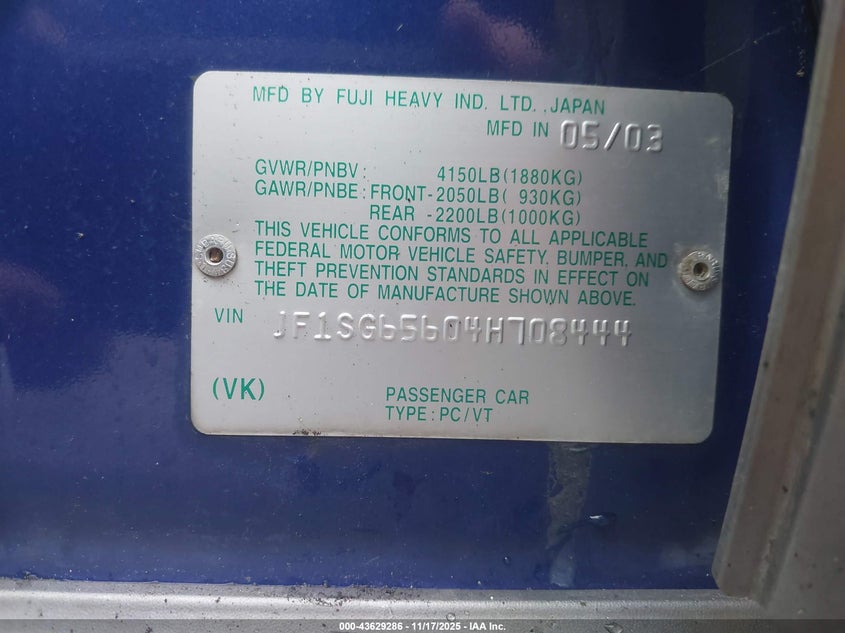 MFD BY FUJI HEAVY IND. LTD. JAPAN
MFD IN 05/03
GVWR/PNBV: 4150LB(1880KG)
GAWR/PNBE: FRONT-2050LB( 930KG)
REAR -2200LB(1000KG)
THIS VEHICLE CONFORMS TO ALL APPLICABLE
FEDERAL MOTOR VEHICLE SAFETY, BUMPER, AND
THEFT PREVENTION STANDARDS IN EFFECT ON
THE DATE OF MANUFACTURE SHOWN ABOVE.
VIN JF1SG65604H708444
(VK) PASSENGER CAR
TYPE: PC/VT
000-43629286 - 11/17/2025 - IAA Inc.